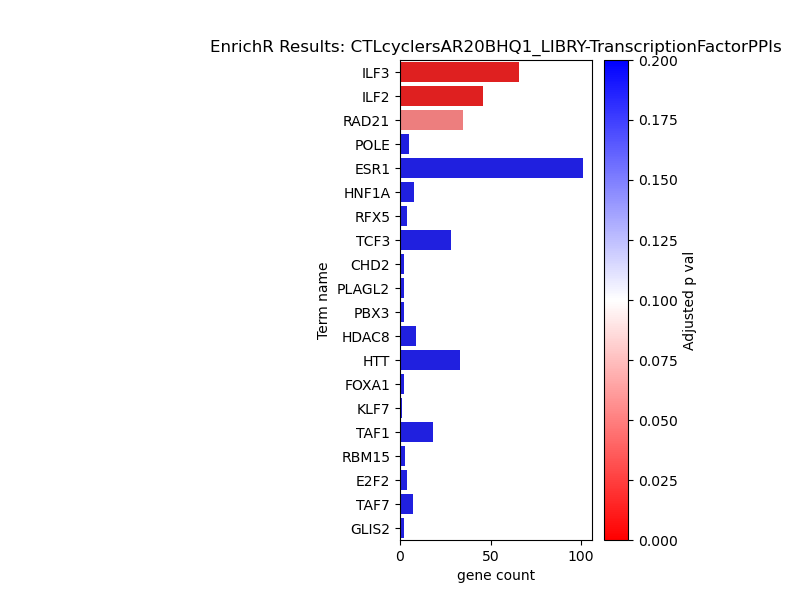 EnrichR Results: CTLcyclersAR20BHQ1_LIBRY-TranscriptionFactorPPIs
ILF3
ILF2
RAD21
POLE
ESR1
HNF1A
RFX5
TCF3
CHD2
PLAGL2
PBX3
HDAC8
HTT
FOXA1
KLF7
TAF1
RBM15
E2F2
TAF7
GLIS2
Term name
0 50 100
gene count
0.200
0.175
0.150
0.125
0.100
0.075
0.050
0.025
0.000
Adjusted p val